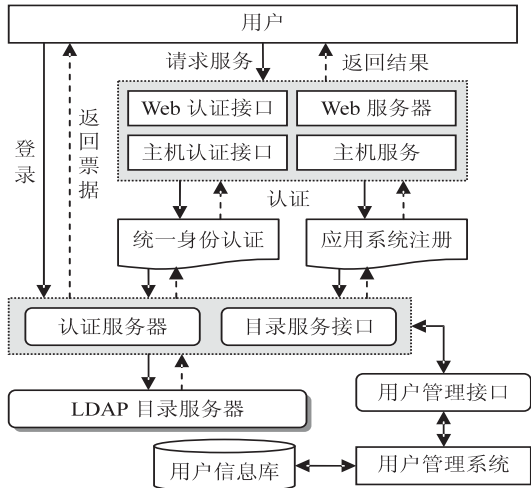 用户
请求服务
返回结果
Web 认证接口
Web 服务器
主机认证接口
主机服务
登录
返回票据
认证
统一身份认证
应用系统注册
认证服务器
目录服务接口
用户管理接口
LDAP 目录服务器
用户信息库
用户管理系统